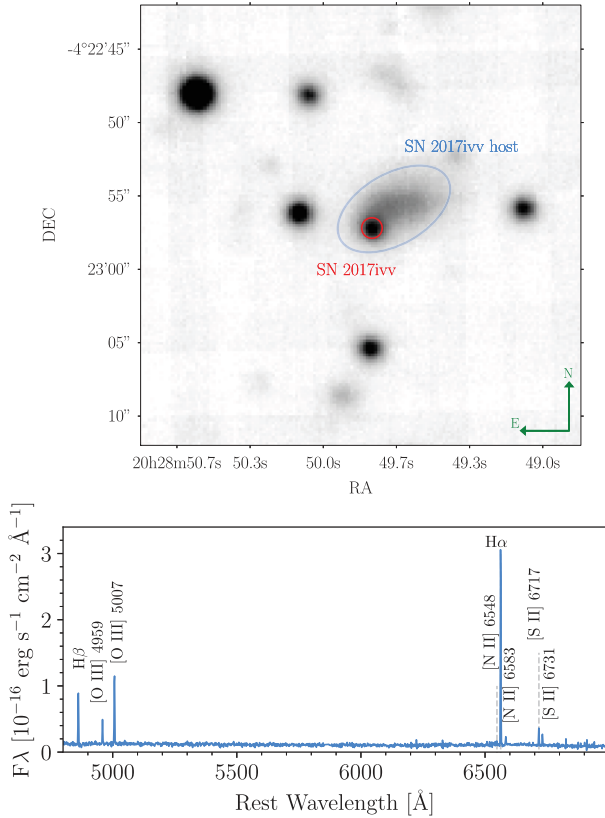 -4°22'45"
50"
55"
23'00"
05"
10"
DEC
SN 2017ivv host
SN 2017ivv
N
E
20h28m50.7s 50.3s 50.0s 49.7s 49.3s 49.0s
RA
Fλ [10⁻¹⁶ erg s⁻¹ cm⁻² Å⁻¹]
3
2
1
0
Hβ
[O III] 4959
[O III] 5007
[N II] 6548
Hα
[N II] 6583
[S II] 6717
[S II] 6731
5000 5500 6000 6500
Rest Wavelength [Å]